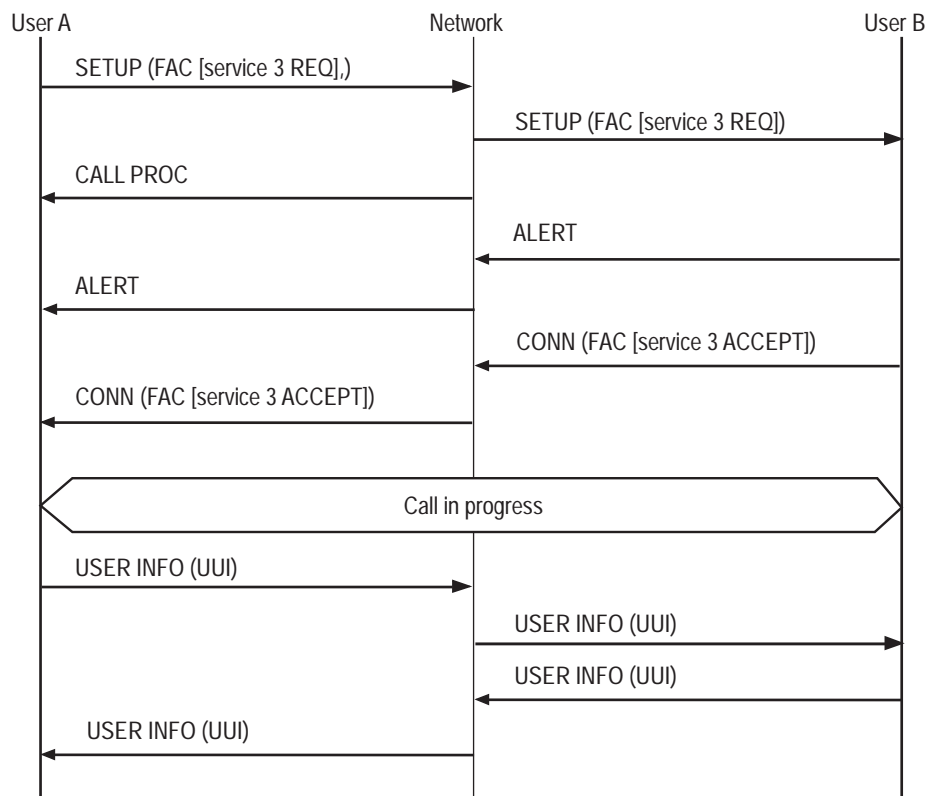 User A
Network
User B
SETUP (FAC [service 3 REQ],)
SETUP (FAC [service 3 REQ])
CALL PROC
ALERT
ALERT
CONN (FAC [service 3 ACCEPT])
CONN (FAC [service 3 ACCEPT])
Call in progress
USER INFO (UUI)
USER INFO (UUI)
USER INFO (UUI)
USER INFO (UUI)